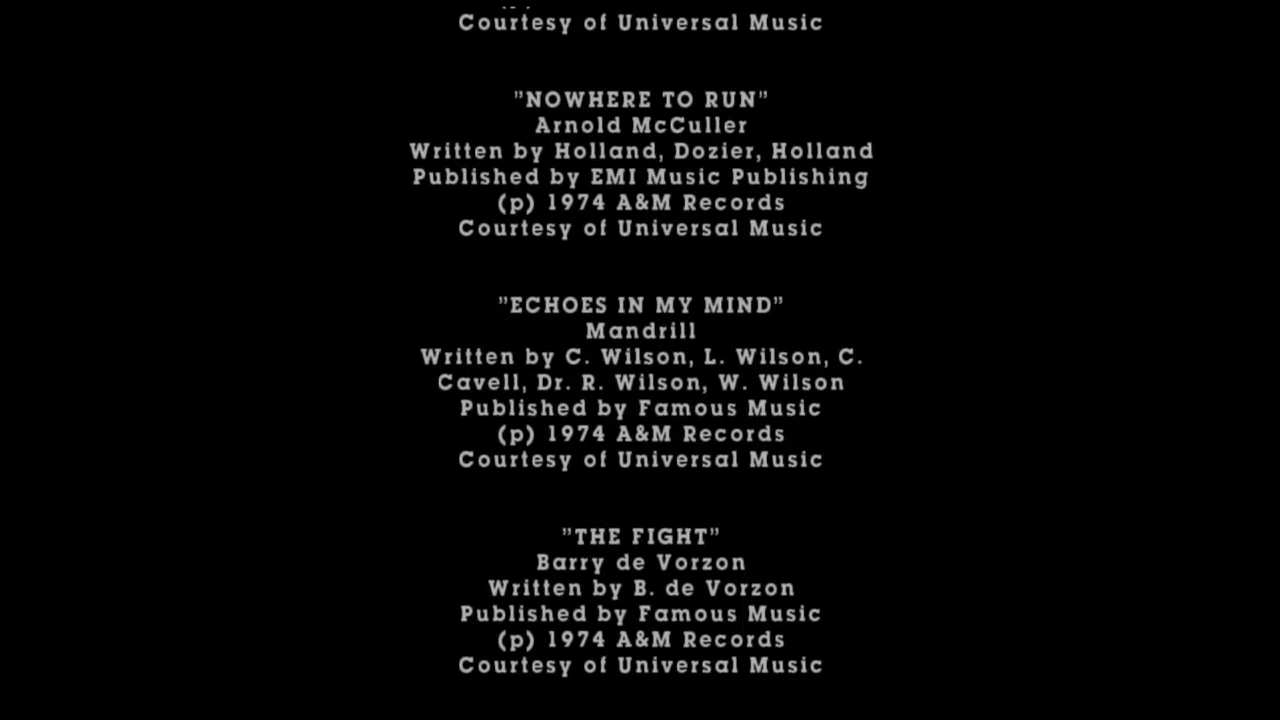 Courtesy of Universal Music
”NOWHERE TO RUN”
Arnold McCuller
Written by Holland, Dozier, Holland
Published by EMI Music Publishing
(p) 1974 A&M Records
Courtesy of Universal Music
”ECHOES IN MY MIND”
Mandrill
Written by C. Wilson, L. Wilson, C.
Cavell, Dr. R. Wilson, W. Wilson
Published by Famous Music
(p) 1974 A&M Records
Courtesy of Universal Music
”THE FIGHT”
Barry de Vorzon
Written by B. de Vorzon
Published by Famous Music
(p) 1974 A&M Records
Courtesy of Universal Music